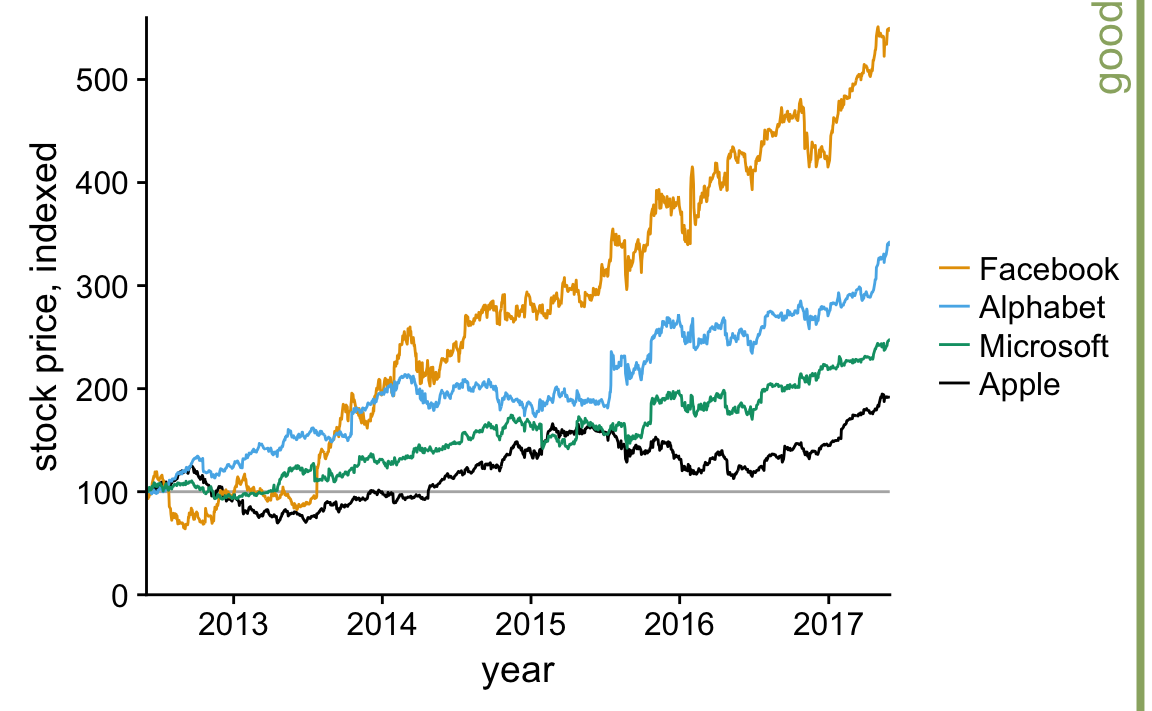 good
stock price, indexed
500
400
300
200
100
0
2013 2014 2015 2016 2017
year
Facebook
Alphabet
Microsoft
Apple